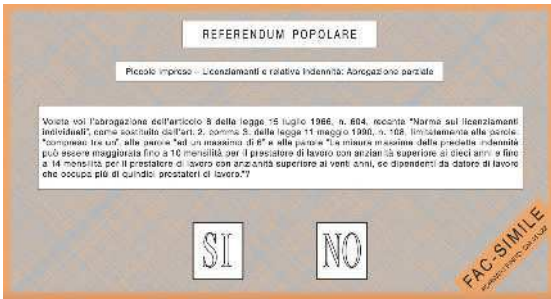 REFERENDUM POPOLARE
Piccole imprese – Licenziamenti e relativa indennità: Abrogazione parziale
Volete voi l'abrogazione dell'articolo 8 della legge 15 luglio 1966, n. 604, recante "Norme sui licenziamenti
individuali", come sostituito dall'art. 2, comma 3, della legge 11 maggio 1990, n. 108, limitatamente alle parole:
"compreso tra un", alle parole "ed un massimo di 6" e alle parole "La misura massima della predetta indennità
può essere maggiorata fino a 10 mensilità per il prestatore di lavoro con anzianità superiore ai dieci anni e fino
a 14 mensilità per il prestatore di lavoro con anzianità superiore ai venti anni, se dipendenti da datore di lavoro
che occupa più di quindici prestatori di lavoro."?
SI NO
FAC-SIMILE